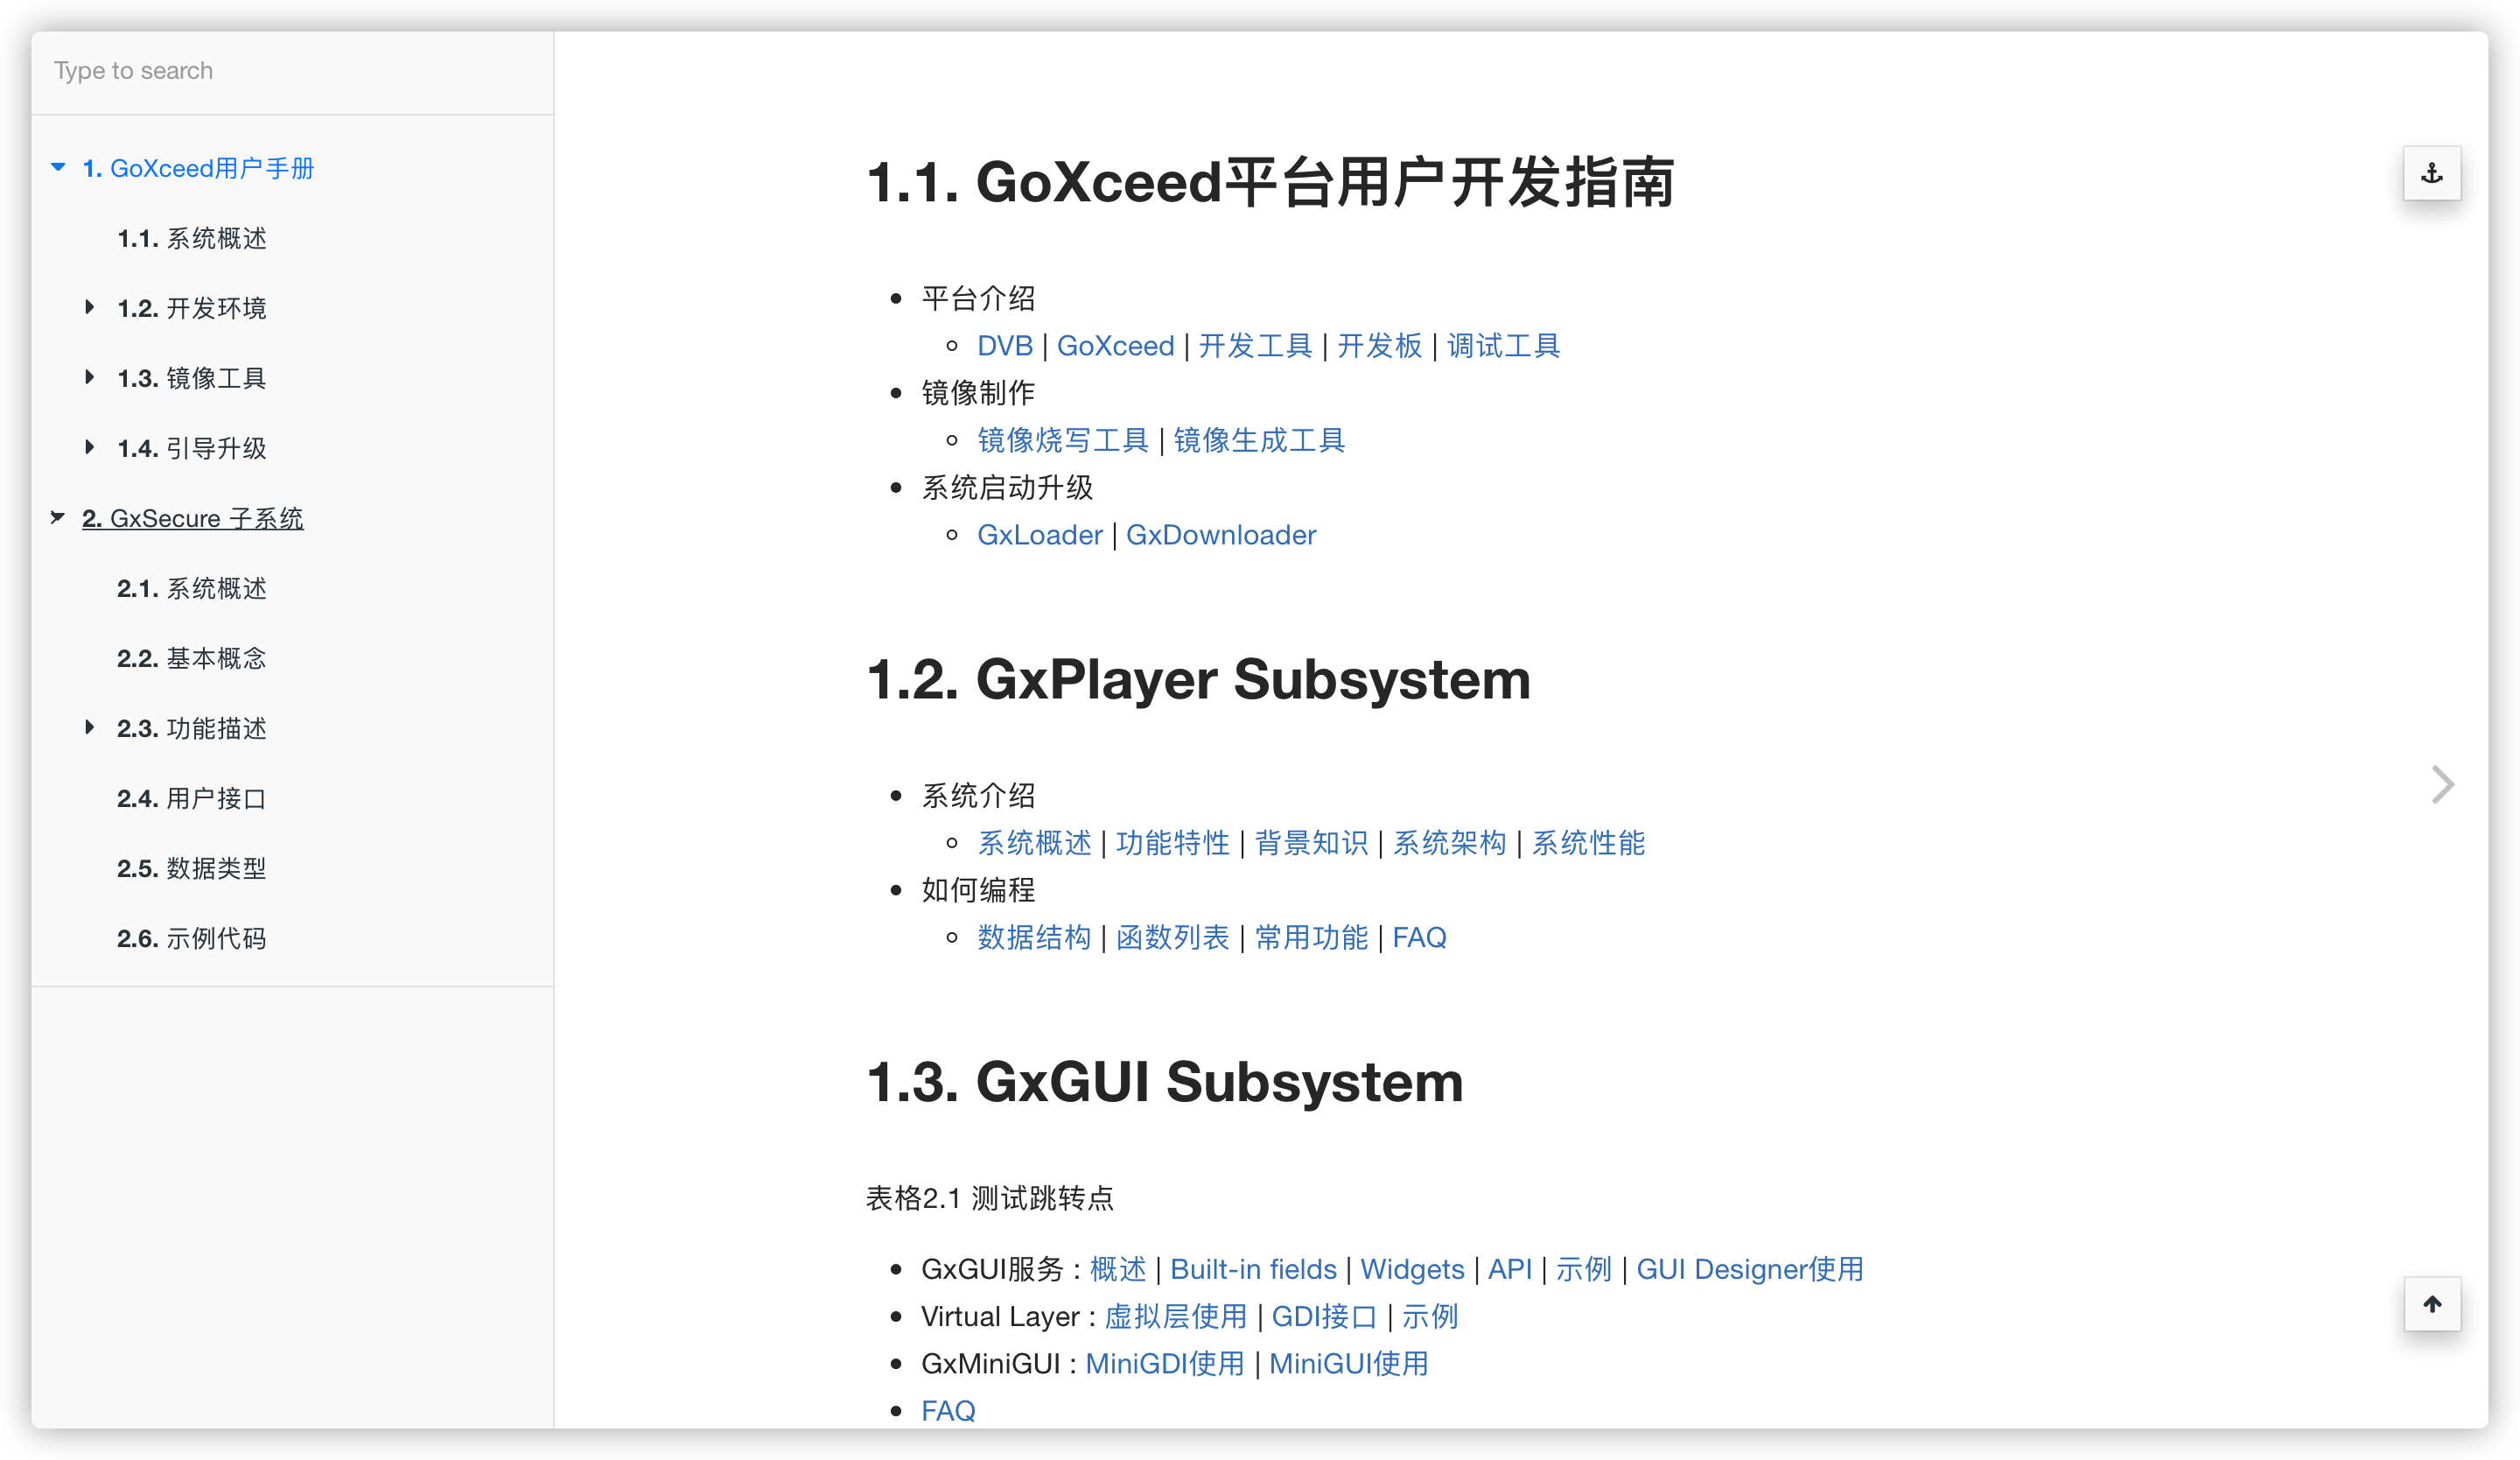 Type to search
1. GoXceed用户手册
1.1. 系统概述
1.2. 开发环境
1.3. 镜像工具
1.4. 引导升级
2. GxSecure 子系统
2.1. 系统概述
2.2. 基本概念
2.3. 功能描述
2.4. 用户接口
2.5. 数据类型
2.6. 示例代码
1.1. GoXceed平台用户开发指南
平台介绍
DVB | GoXceed | 开发工具 | 开发板 | 调试工具
镜像制作
镜像烧写工具 | 镜像生成工具
系统启动升级
GxLoader | GxDownloader
1.2. GxPlayer Subsystem
系统介绍
系统概述 | 功能特性 | 背景知识 | 系统架构 | 系统性能
如何编程
数据结构 | 函数列表 | 常用功能 | FAQ
1.3. GxGUI Subsystem
表格2.1 测试跳转点
GxGUI服务 : 概述 | Built-in fields | Widgets | API | 示例 | GUI Designer使用
Virtual Layer : 虚拟层使用 | GDI接口 | 示例
GxMiniGUI : MiniGDI使用 | MiniGUI使用
FAQ